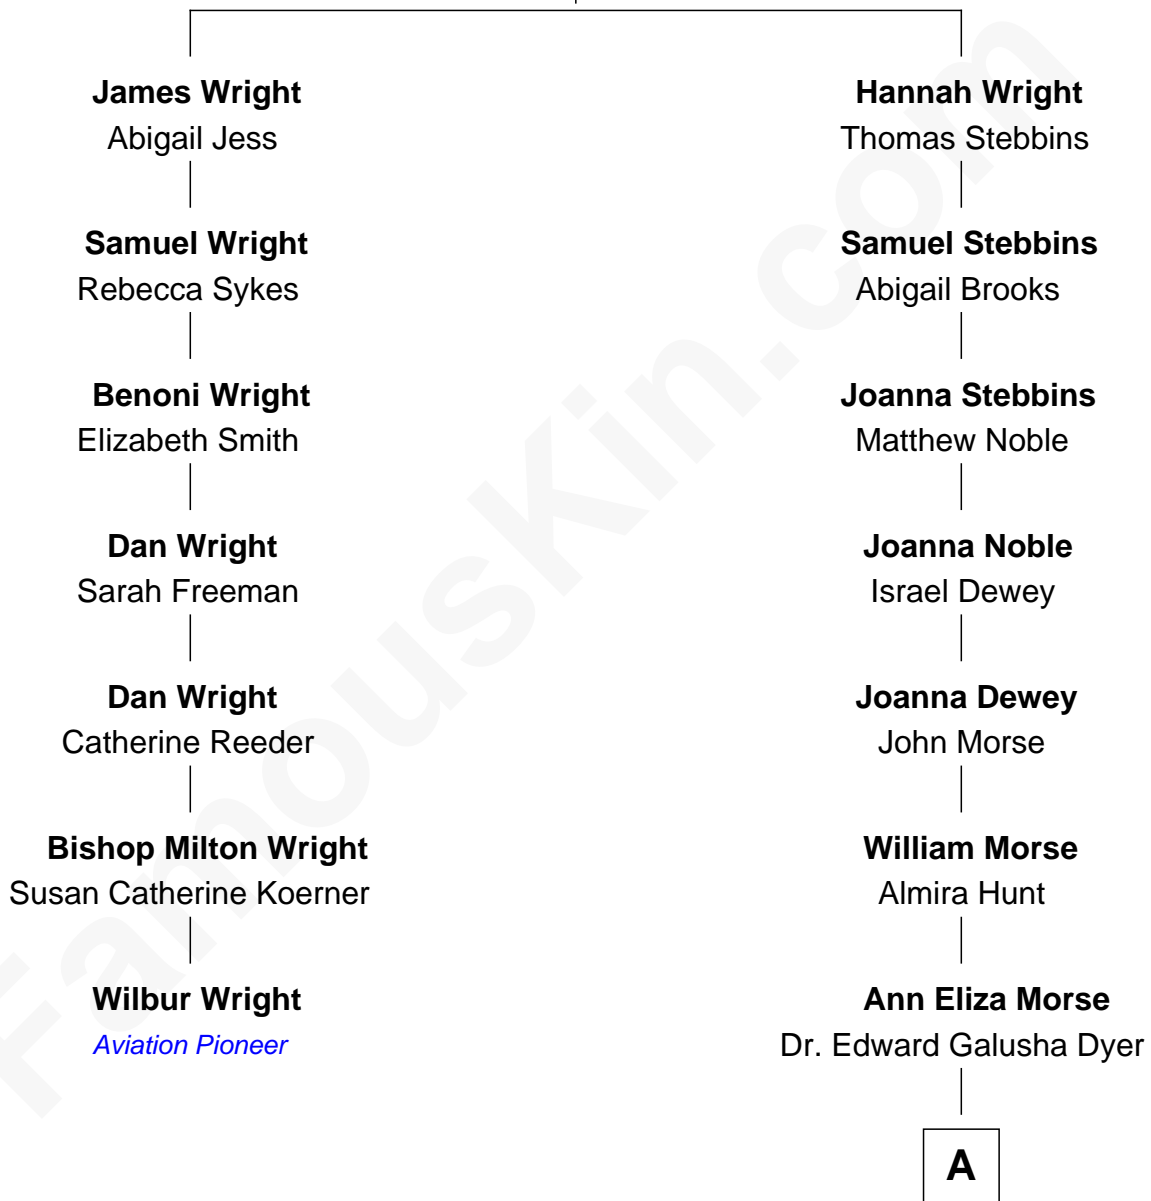 James Wright
Abigail Jess
Hannah Wright
Thomas Stebbins
Samuel Wright
Rebecca Sykes
Samuel Stebbins
Abigail Brooks
Benoni Wright
Elizabeth Smith
Joanna Stebbins
Matthew Noble
Dan Wright
Sarah Freeman
Joanna Noble
Israel Dewey
Dan Wright
Catherine Reeder
Joanna Dewey
John Morse
Bishop Milton Wright
Susan Catherine Koerner
William Morse
Almira Hunt
Wilbur Wright
Aviation Pioneer
Ann Eliza Morse
Dr. Edward Galusha Dyer
A
FamousKin.com